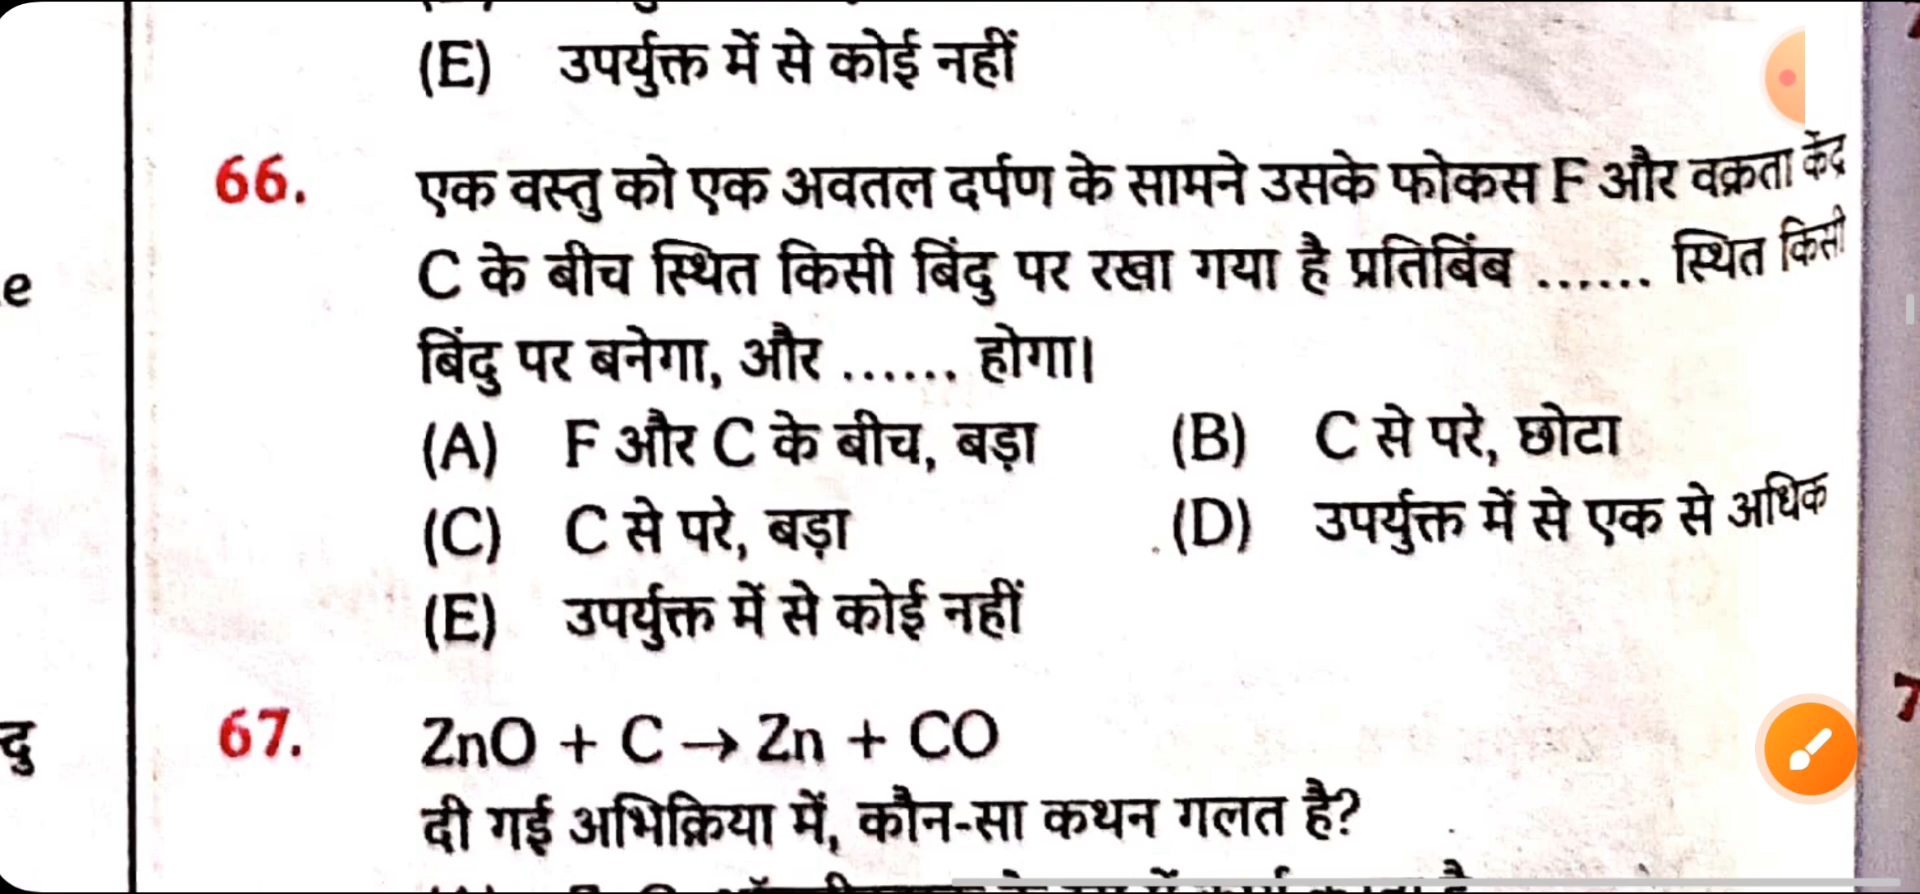 (E) उपर्युक्त में से कोई नहीं
66. एक वस्तु को एक अवतल दर्पण के सामने उसके फोकस F और वक्रता केंद्र
C के बीच स्थित किसी बिंदु पर रखा गया है प्रतिबिंब ...... स्थित किसी
बिंदु पर बनेगा, और ...... होगा।
(A) F और C के बीच, बड़ा (B) C से परे, छोटा
(C) C से परे, बड़ा (D) उपर्युक्त में से एक से अधिक
(E) उपर्युक्त में से कोई नहीं
67. ZnO + C → Zn + CO
दी गई अभिक्रिया में, कौन-सा कथन गलत है?
e
दु
7